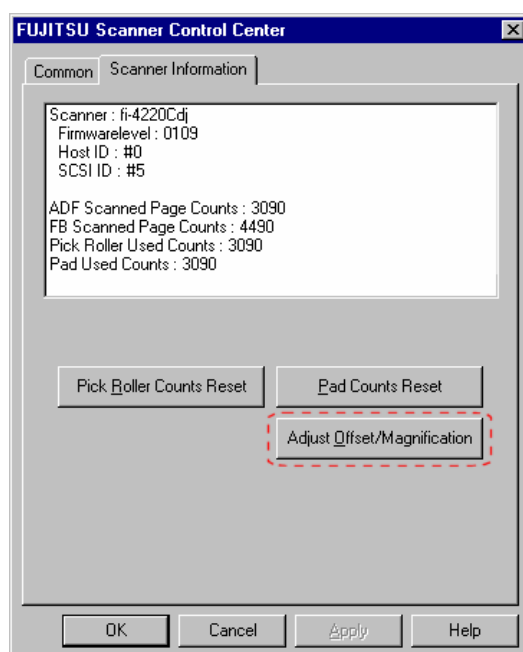 FUJITSU Scanner Control Center
Common Scanner Information
Scanner : fi-4220Cdj
Firmwarelevel : 0109
Host ID : #0
SCSI ID : #5
ADF Scanned Page Counts : 3090
FB Scanned Page Counts : 4490
Pick Roller Used Counts : 3090
Pad Used Counts : 3090
Pick Roller Counts Reset Pad Counts Reset
Adjust Offset/Magnification
OK Cancel Apply Help